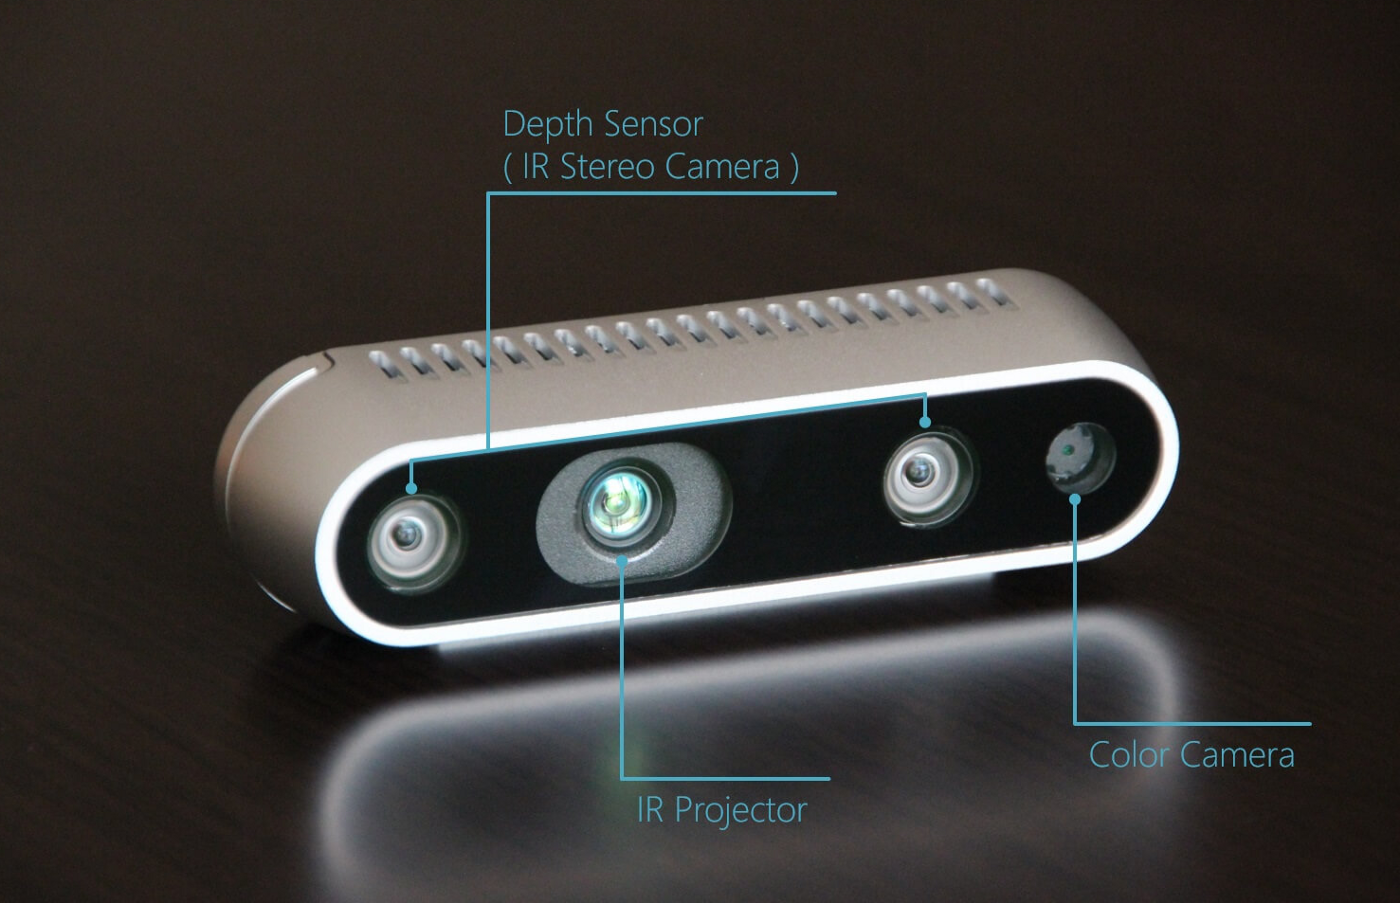 Depth Sensor
( IR Stereo Camera )
Color Camera
IR Projector